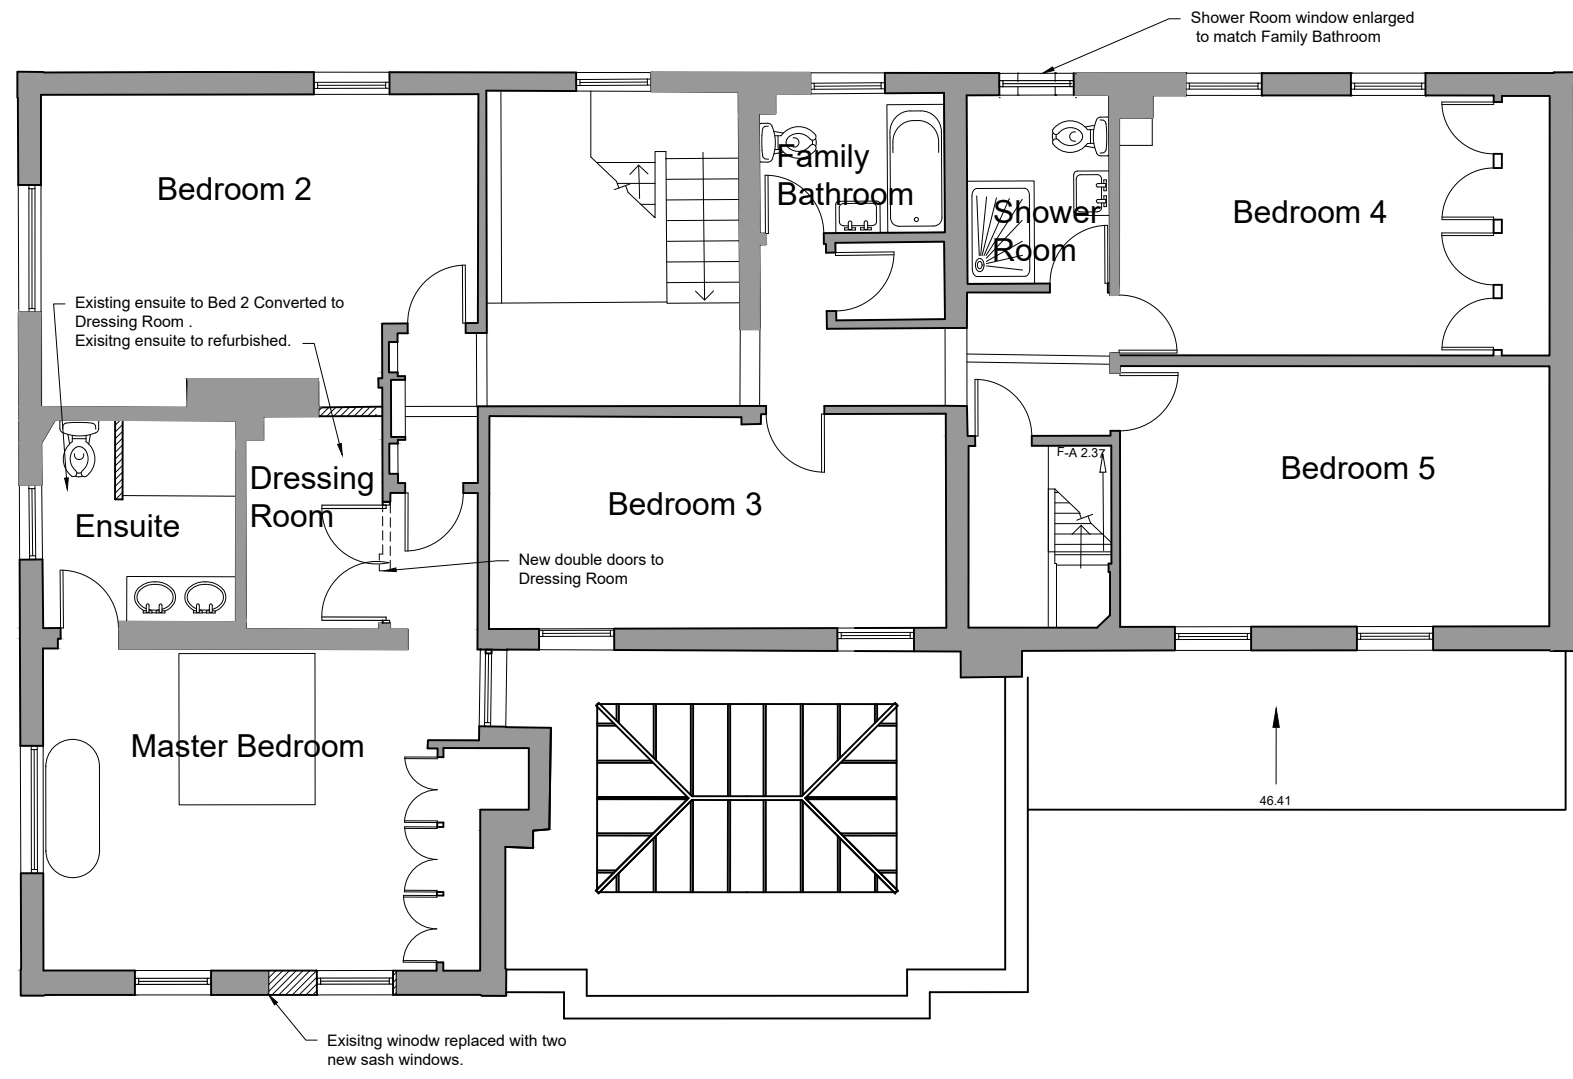 Shower Room window enlarged
to match Family Bathroom
Family
Bathroom
Bedroom 2
Shower
Room
Bedroom 4
Existing ensuite to Bed 2 Converted to
Dressing Room .
Exisitng ensuite to refurbished.
F-A 2.37
Bedroom 5
Dressing
Room
Bedroom 3
Ensuite
New double doors to
Dressing Room
Master Bedroom
46.41
Exisitng winodw replaced with two
new sash windows.